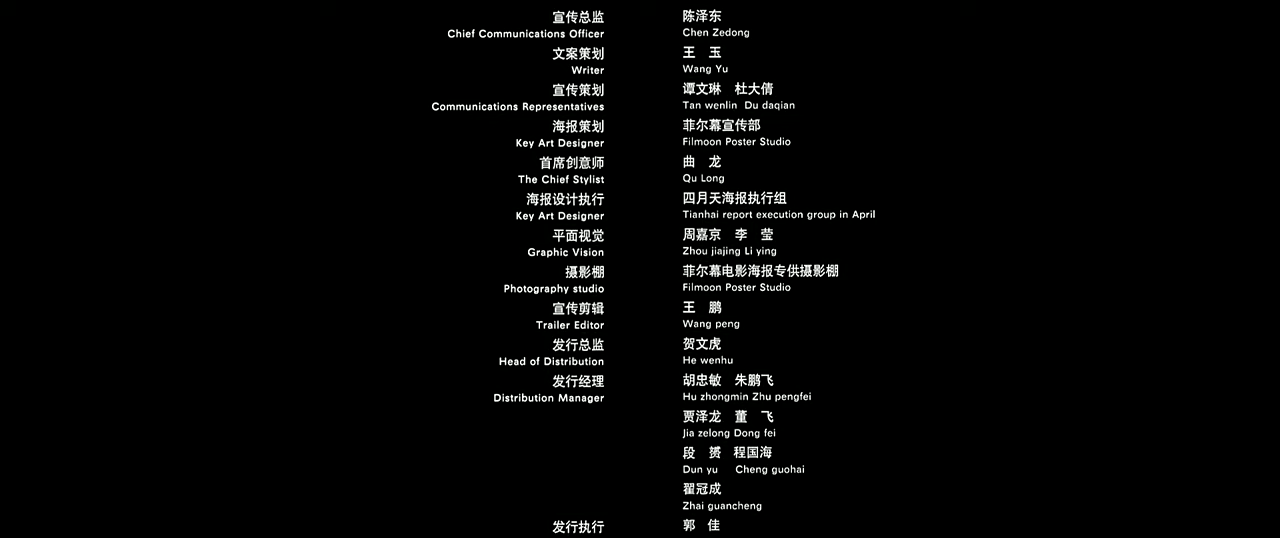 宣传总监 陈泽东
Chief Communications Officer Chen Zedong
文案策划 王 玉
Writer Wang Yu
宣传策划 谭文琳 杜大倩
Communications Representatives Tan wenlin Du daqian
海报策划 菲尔幕宣传部
Key Art Designer Filmoon Poster Studio
首席创意师 曲 龙
The Chief Stylist Qu Long
海报设计执行 四月天海报执行组
Key Art Designer Tianhai report execution group in April
平面视觉 周嘉京 李 莹
Graphic Vision Zhou jiajing Li ying
摄影棚 菲尔幕电影海报专供摄影棚
Photography studio Filmoon Poster Studio
宣传剪辑 王 鹏
Trailer Editor Wang peng
发行总监 贺文虎
Head of Distribution He wenhu
发行经理 胡忠敏 朱鹏飞
Distribution Manager Hu zhongmin Zhu pengfei
贾泽龙 董 飞
Jia zelong Dong fei
段 程国海
Dun yu Cheng guohai
翟冠成
Zhai guancheng
发行执行 郭 佳